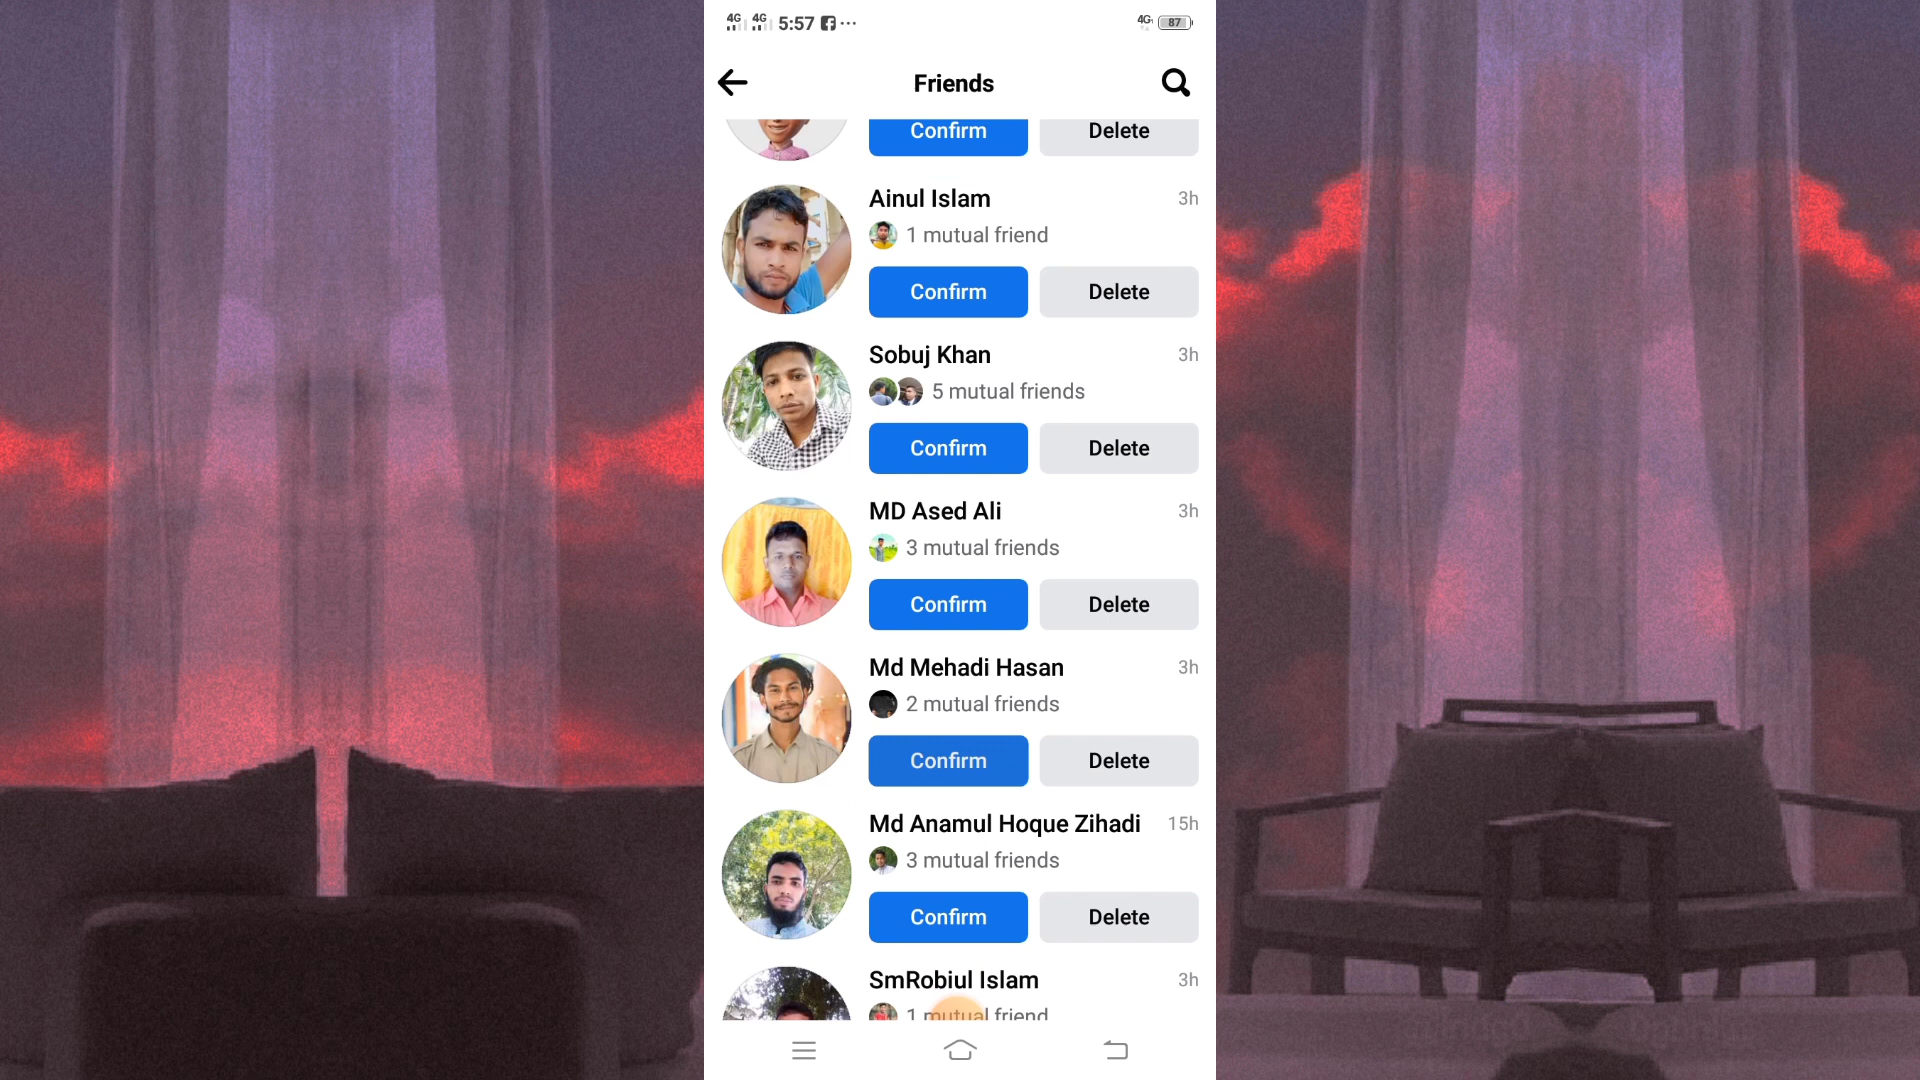 4G 4G 5:57 ... 4G 87
Friends
Confirm Delete
Ainul Islam 3h
1 mutual friend
Confirm Delete
Sobuj Khan 3h
5 mutual friends
Confirm Delete
MD Ased Ali 3h
3 mutual friends
Confirm Delete
Md Mehadi Hasan 3h
2 mutual friends
Confirm Delete
Md Anamul Hoque Zihadi 15h
3 mutual friends
Confirm Delete
SmRobiul Islam 3h
1 mutual friend